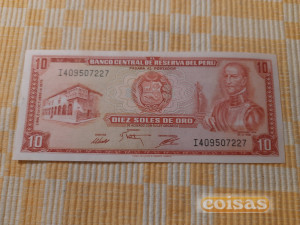 10 BANCO CENTRAL DE RESERVA DEL PERU 10
I409507227
DIEZ SOLES DE ORO
I409507227
10 10
coisas